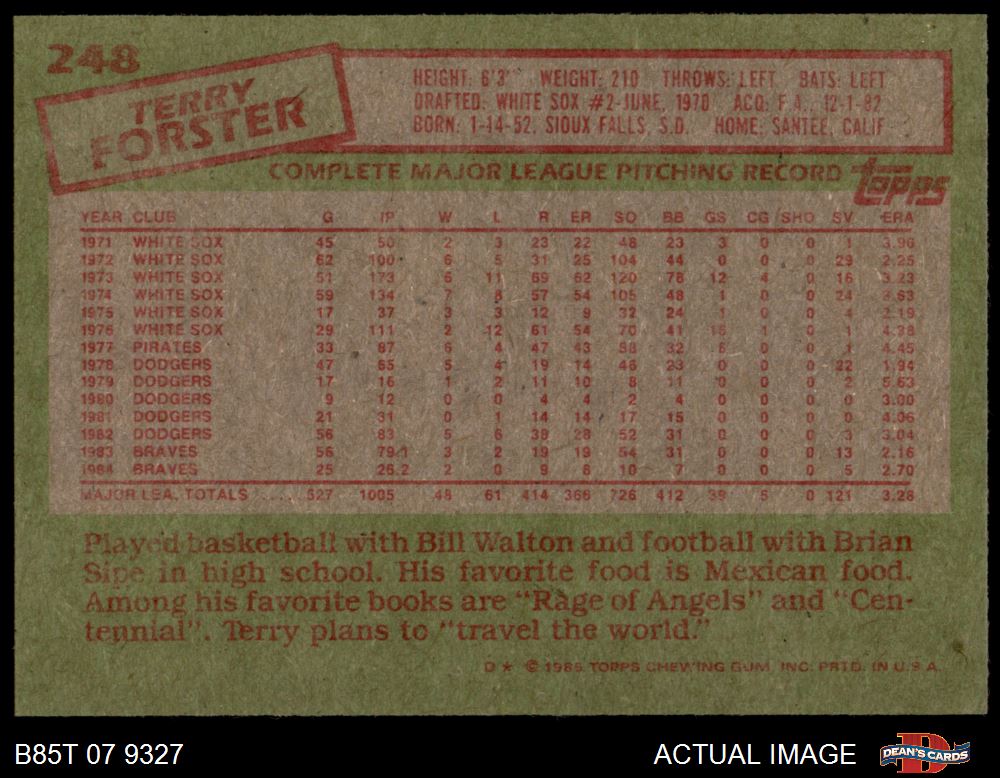 248
TERRY
FORSTER
HEIGHT: 6'3" WEIGHT: 210 THROWS: LEFT BATS: LEFT
DRAFTED: WHITE SOX #2-JUNE, 1970 ACQ: F.A., 12-1-82
BORN: 1-14-52, SIOUX FALLS, S.D. HOME: SANTEE, CALIF
COMPLETE MAJOR LEAGUE PITCHING RECORD topps
YEAR CLUB G IP W L R ER SO BB GS CG SHO SV ERA
1971 WHITE SOX 45 50 2 3 23 22 48 23 3 0 0 1 3.96
1972 WHITE SOX 62 100 6 5 31 25 104 44 0 0 0 29 2.25
1973 WHITE SOX 51 173 6 11 69 62 120 78 12 4 0 16 3.23
1974 WHITE SOX 59 134 7 8 57 54 105 48 1 0 0 24 3.63
1975 WHITE SOX 17 37 3 3 12 9 32 24 1 0 0 4 2.19
1976 WHITE SOX 29 111 2 12 61 54 70 41 16 1 0 1 4.38
1977 PIRATES 33 87 6 4 47 43 58 32 6 0 0 1 4.45
1978 DODGERS 47 65 5 4 19 14 46 23 0 0 0 22 1.94
1979 DODGERS 17 16 1 2 11 10 8 11 0 0 0 2 5.63
1980 DODGERS 9 12 0 0 4 4 2 4 0 0 0 0 3.00
1981 DODGERS 21 31 0 1 14 14 17 15 0 0 0 0 4.06
1982 DODGERS 56 83 5 6 38 28 52 31 0 0 0 3 3.04
1983 BRAVES 56 79.1 3 2 19 19 54 31 0 0 0 13 2.16
1984 BRAVES 25 26.2 2 0 9 8 10 7 0 0 0 5 2.70
MAJOR LEA. TOTALS 527 1005 48 61 414 366 726 412 39 5 0 121 3.28
Played basketball with Bill Walton and football with Brian
Sipe in high school. His favorite food is Mexican food.
Among his favorite books are "Rage of Angels" and "Cen-
tennial". Terry plans to "travel the world."
D ★ © 1985 TOPPS CHEWING GUM, INC. PRTD. IN U.S.A.
B85T 07 9327
ACTUAL IMAGE
DEAN'S CARDS